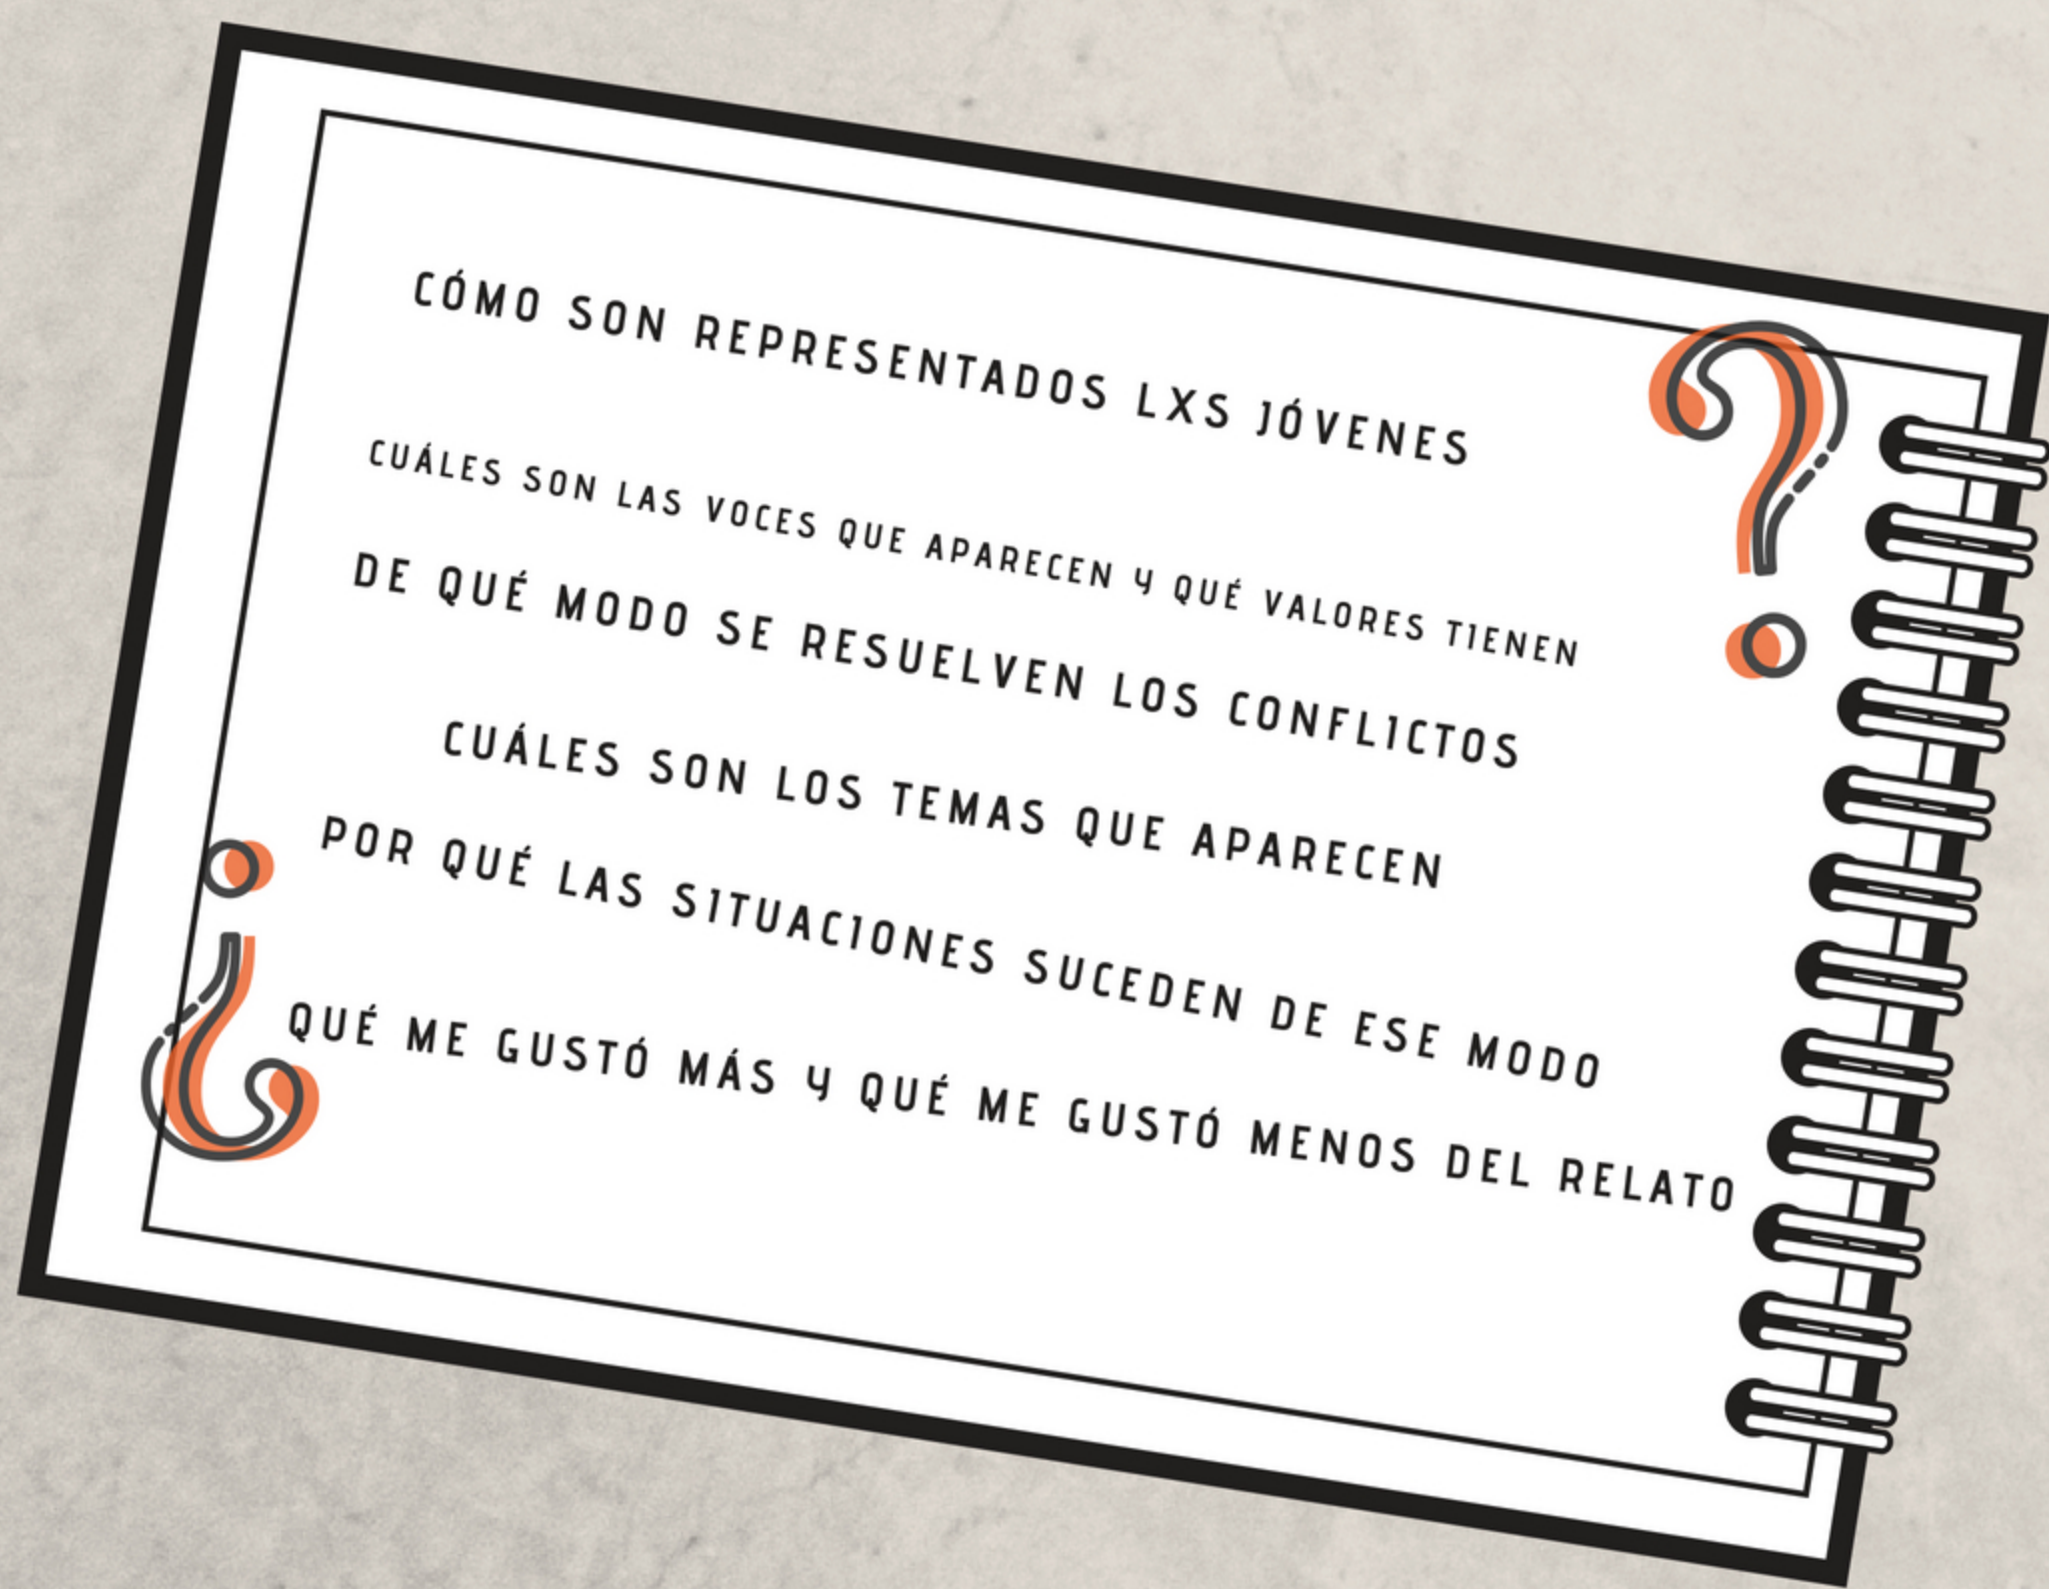 CÓMO SON REPRESENTADOS LXS JÓVENES
CUÁLES SON LAS VOCES QUE APARECEN Y QUÉ VALORES TIENEN
DE QUÉ MODO SE RESUELVEN LOS CONFLICTOS
CUÁLES SON LOS TEMAS QUE APARECEN
POR QUÉ LAS SITUACIONES SUCEDEN DE ESE MODO
QUÉ ME GUSTÓ MÁS Y QUÉ ME GUSTÓ MENOS DEL RELATO